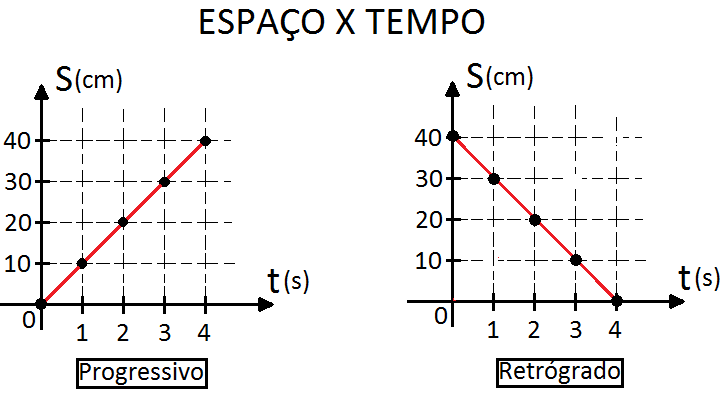 ESPAÇO X TEMPO
S(cm)
40
30
20
10
0
1 2 3 4
t(s)
Progressivo
S(cm)
40
30
20
10
0
1 2 3 4
t(s)
Retrógrado